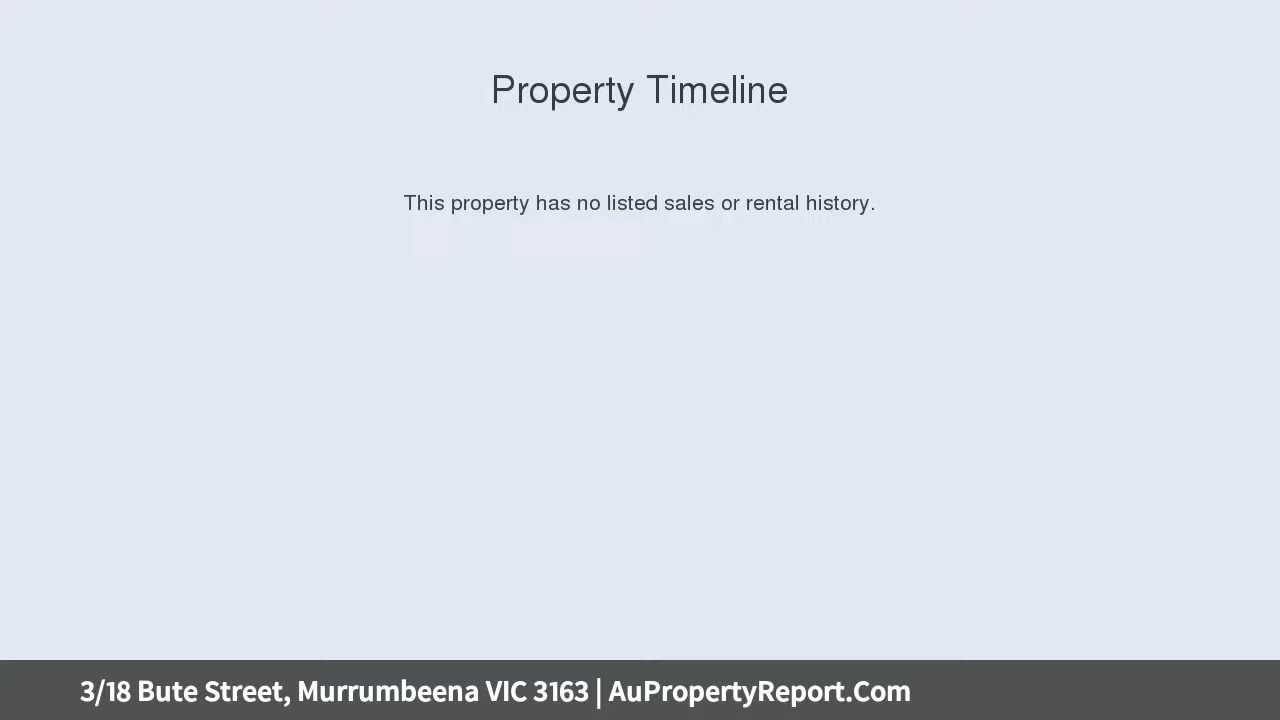 Property Timeline
This property has no listed sales or rental history.
3/18 Bute Street, Murrumbeena VIC 3163 | AuPropertyReport.Com